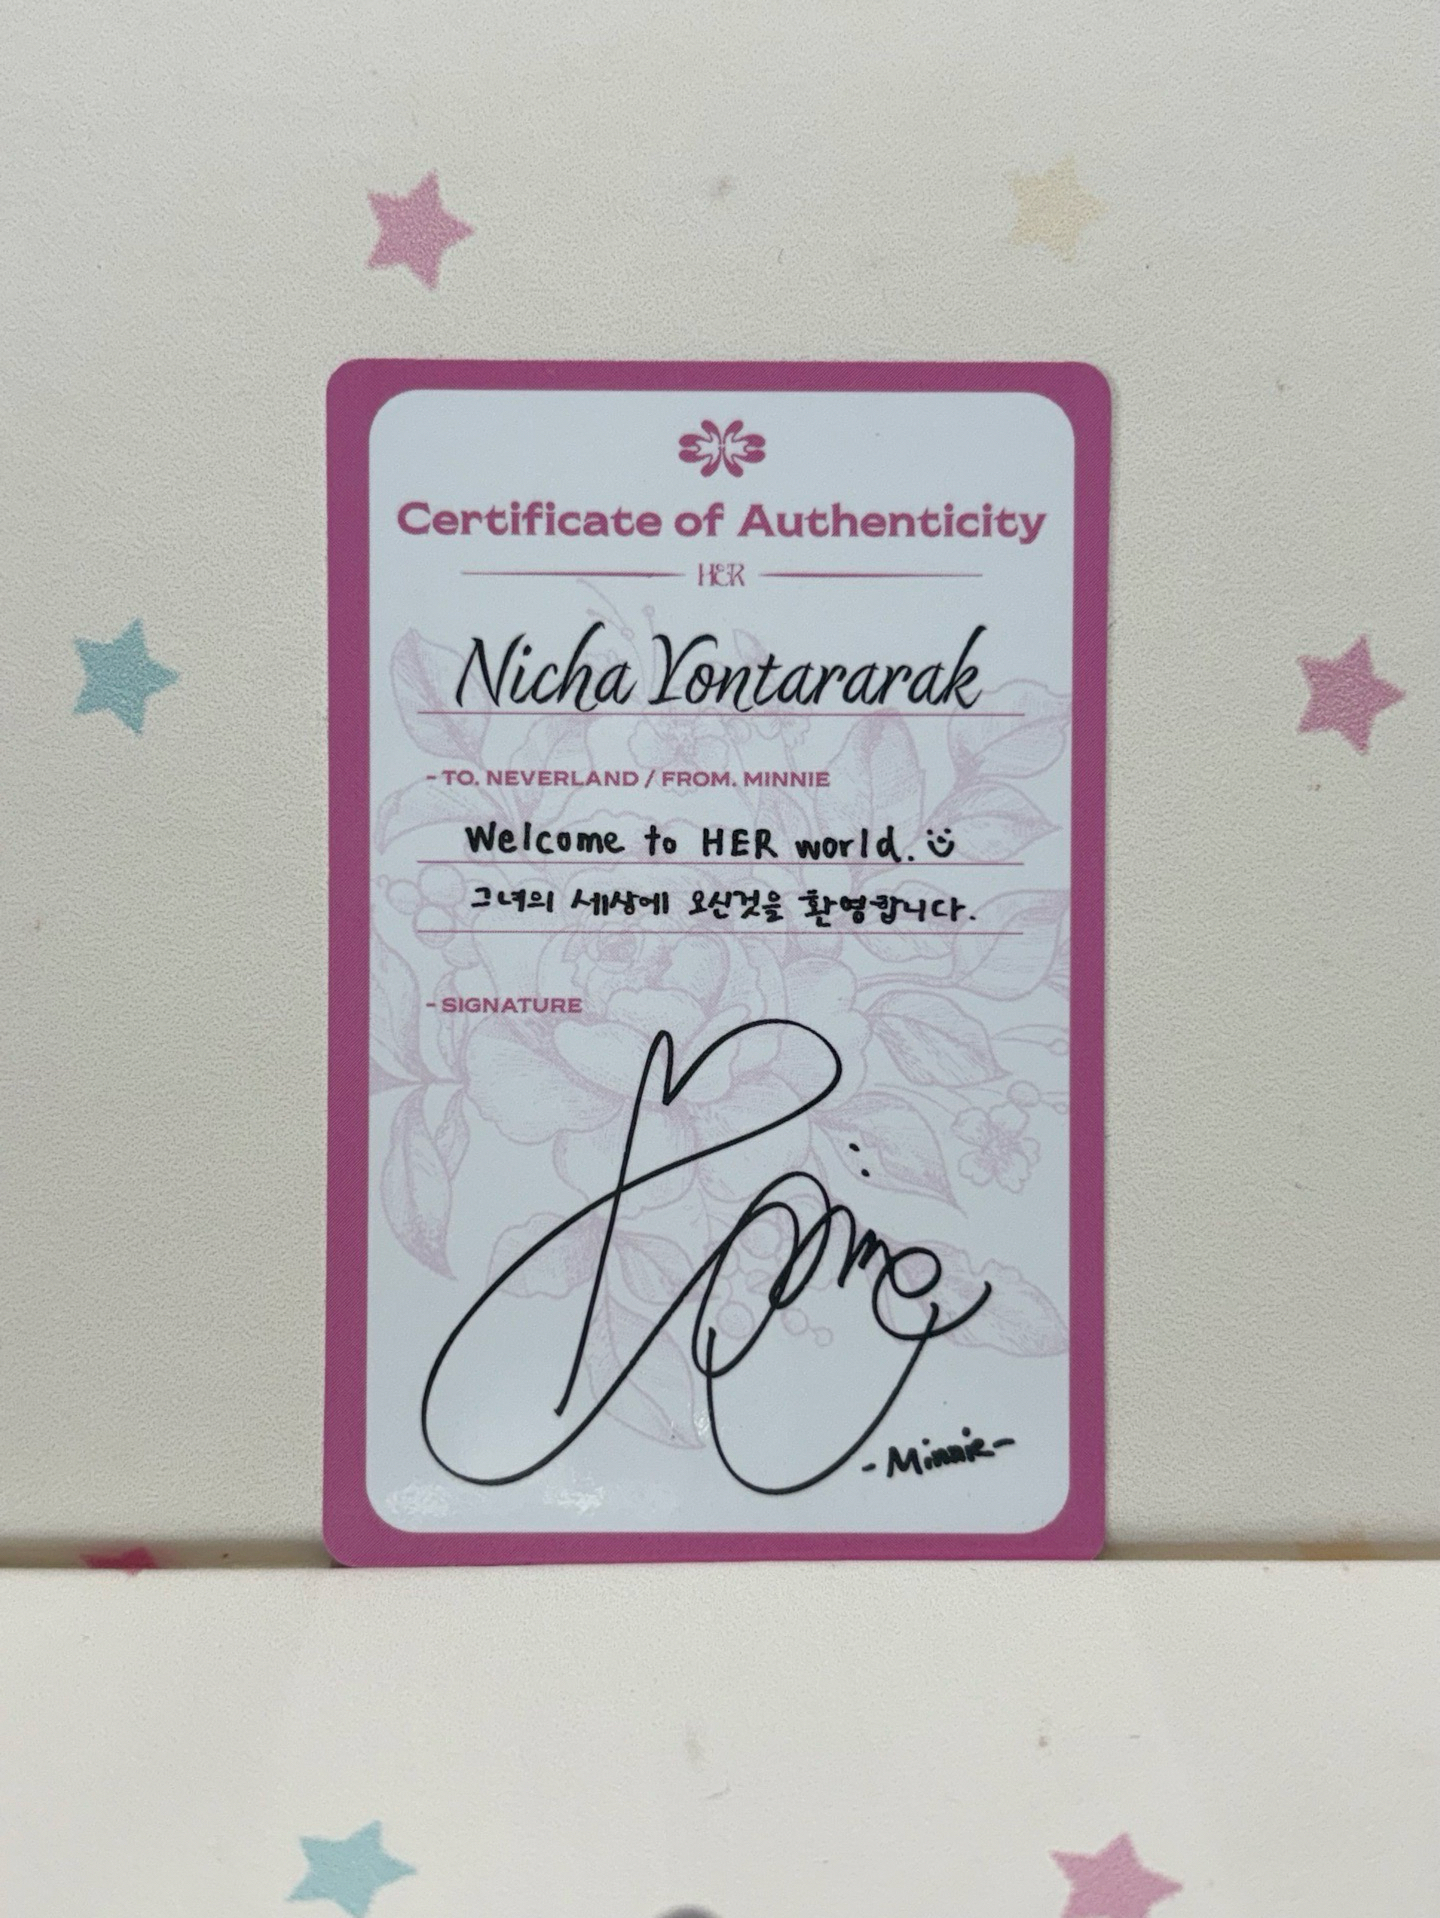 Certificate of Authenticity
HER
Nicha Yontararak
- TO. NEVERLAND / FROM. MINNIE
Welcome to HER world.
그녀의 세상에 오신것을 환영합니다.
- SIGNATURE
- Minnie -